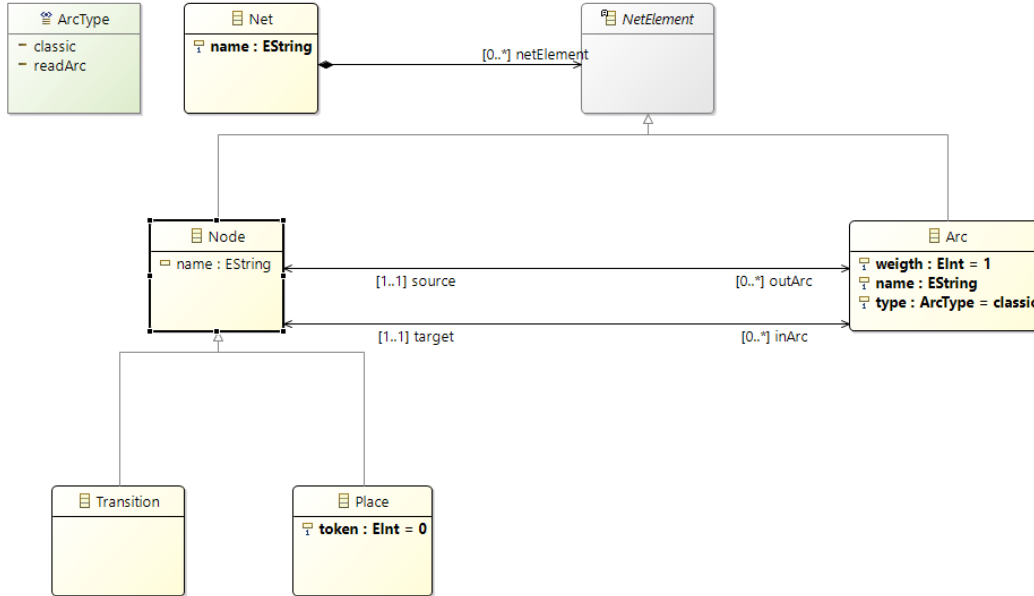 ArcType
classic
readArc
Net
name : EString
[0..*] netElement
NetElement
Node
name : EString
[1..1] source
[0..*] outArc
[1..1] target
[0..*] inArc
Arc
weigth : EInt = 1
name : EString
type : ArcType = classic
Transition
Place
token : EInt = 0